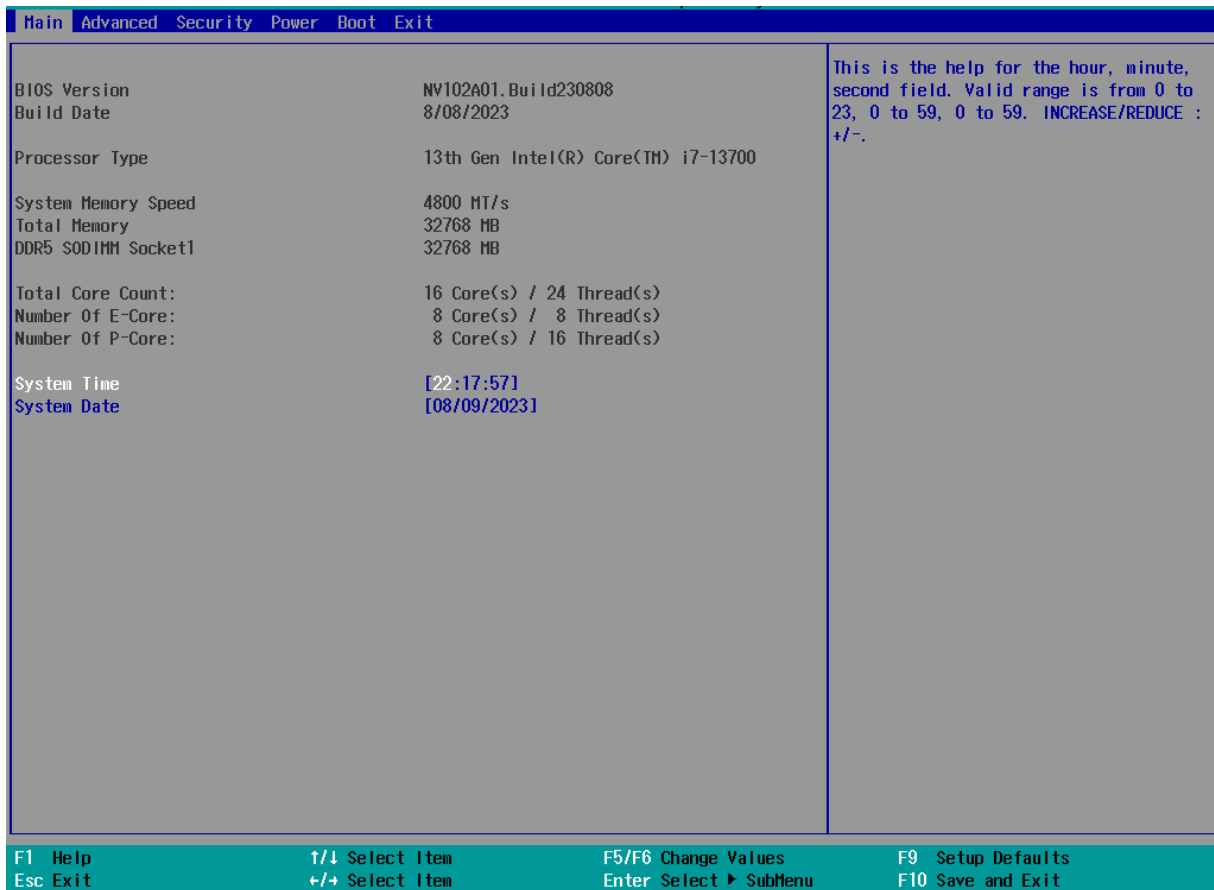 Main Advanced Security Power Boot Exit
BIOS Version NV102A01.Build230808
Build Date 8/08/2023
Processor Type 13th Gen Intel(R) Core(TM) i7-13700
System Memory Speed 4800 MT/s
Total Memory 32768 MB
DDR5 SODIMM Socket1 32768 MB
Total Core Count: 16 Core(s) / 24 Thread(s)
Number Of E-Core: 8 Core(s) / 8 Thread(s)
Number Of P-Core: 8 Core(s) / 16 Thread(s)
System Time [22:17:57]
System Date [08/09/2023]
This is the help for the hour, minute,
second field. Valid range is from 0 to
23, 0 to 59, 0 to 59. INCREASE/REDUCE :
+/-.
F1 Help ↑/↓ Select Item F5/F6 Change Values F9 Setup Defaults
Esc Exit ←/→ Select Item Enter Select ▶ SubMenu F10 Save and Exit